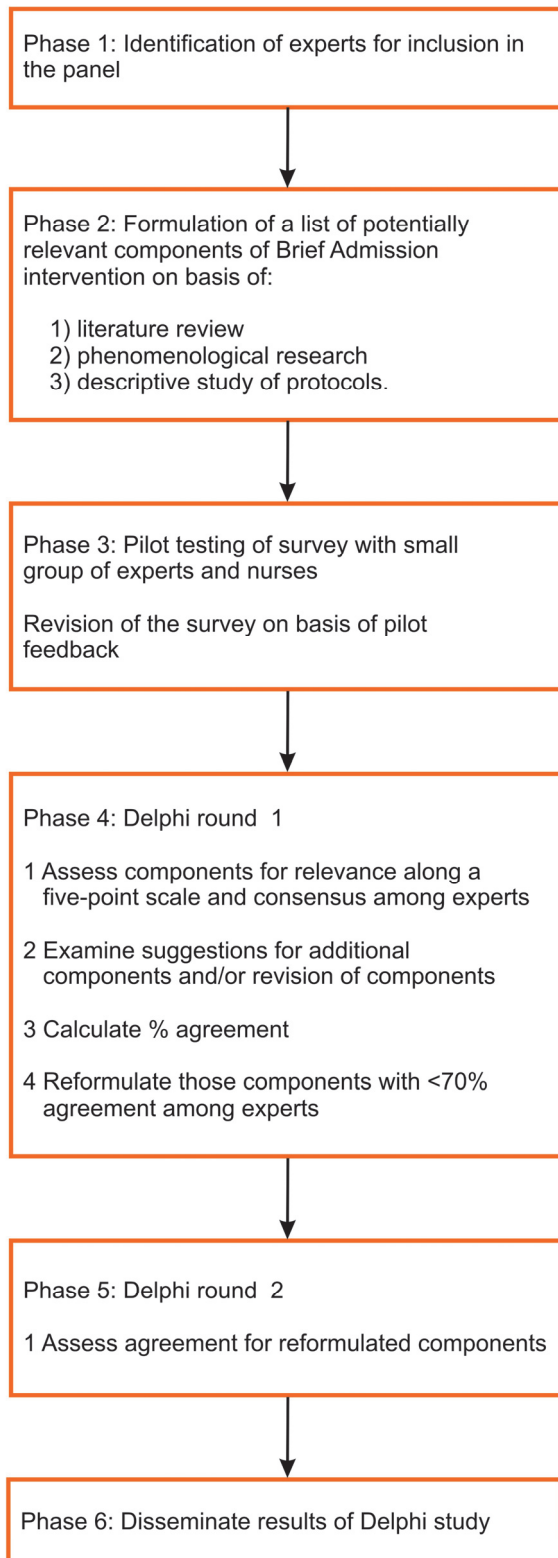 Phase 1: Identification of experts for inclusion in
the panel
Phase 2: Formulation of a list of potentially
relevant components of Brief Admission
intervention on basis of:
1) literature review
2) phenomenological research
3) descriptive study of protocols.
Phase 3: Pilot testing of survey with small
group of experts and nurses
Revision of the survey on basis of pilot
feedback
Phase 4: Delphi round 1
1 Assess components for relevance along a
five-point scale and consensus among experts
2 Examine suggestions for additional
components and/or revision of components
3 Calculate % agreement
4 Reformulate those components with <70%
agreement among experts
Phase 5: Delphi round 2
1 Assess agreement for reformulated components
Phase 6: Disseminate results of Delphi study